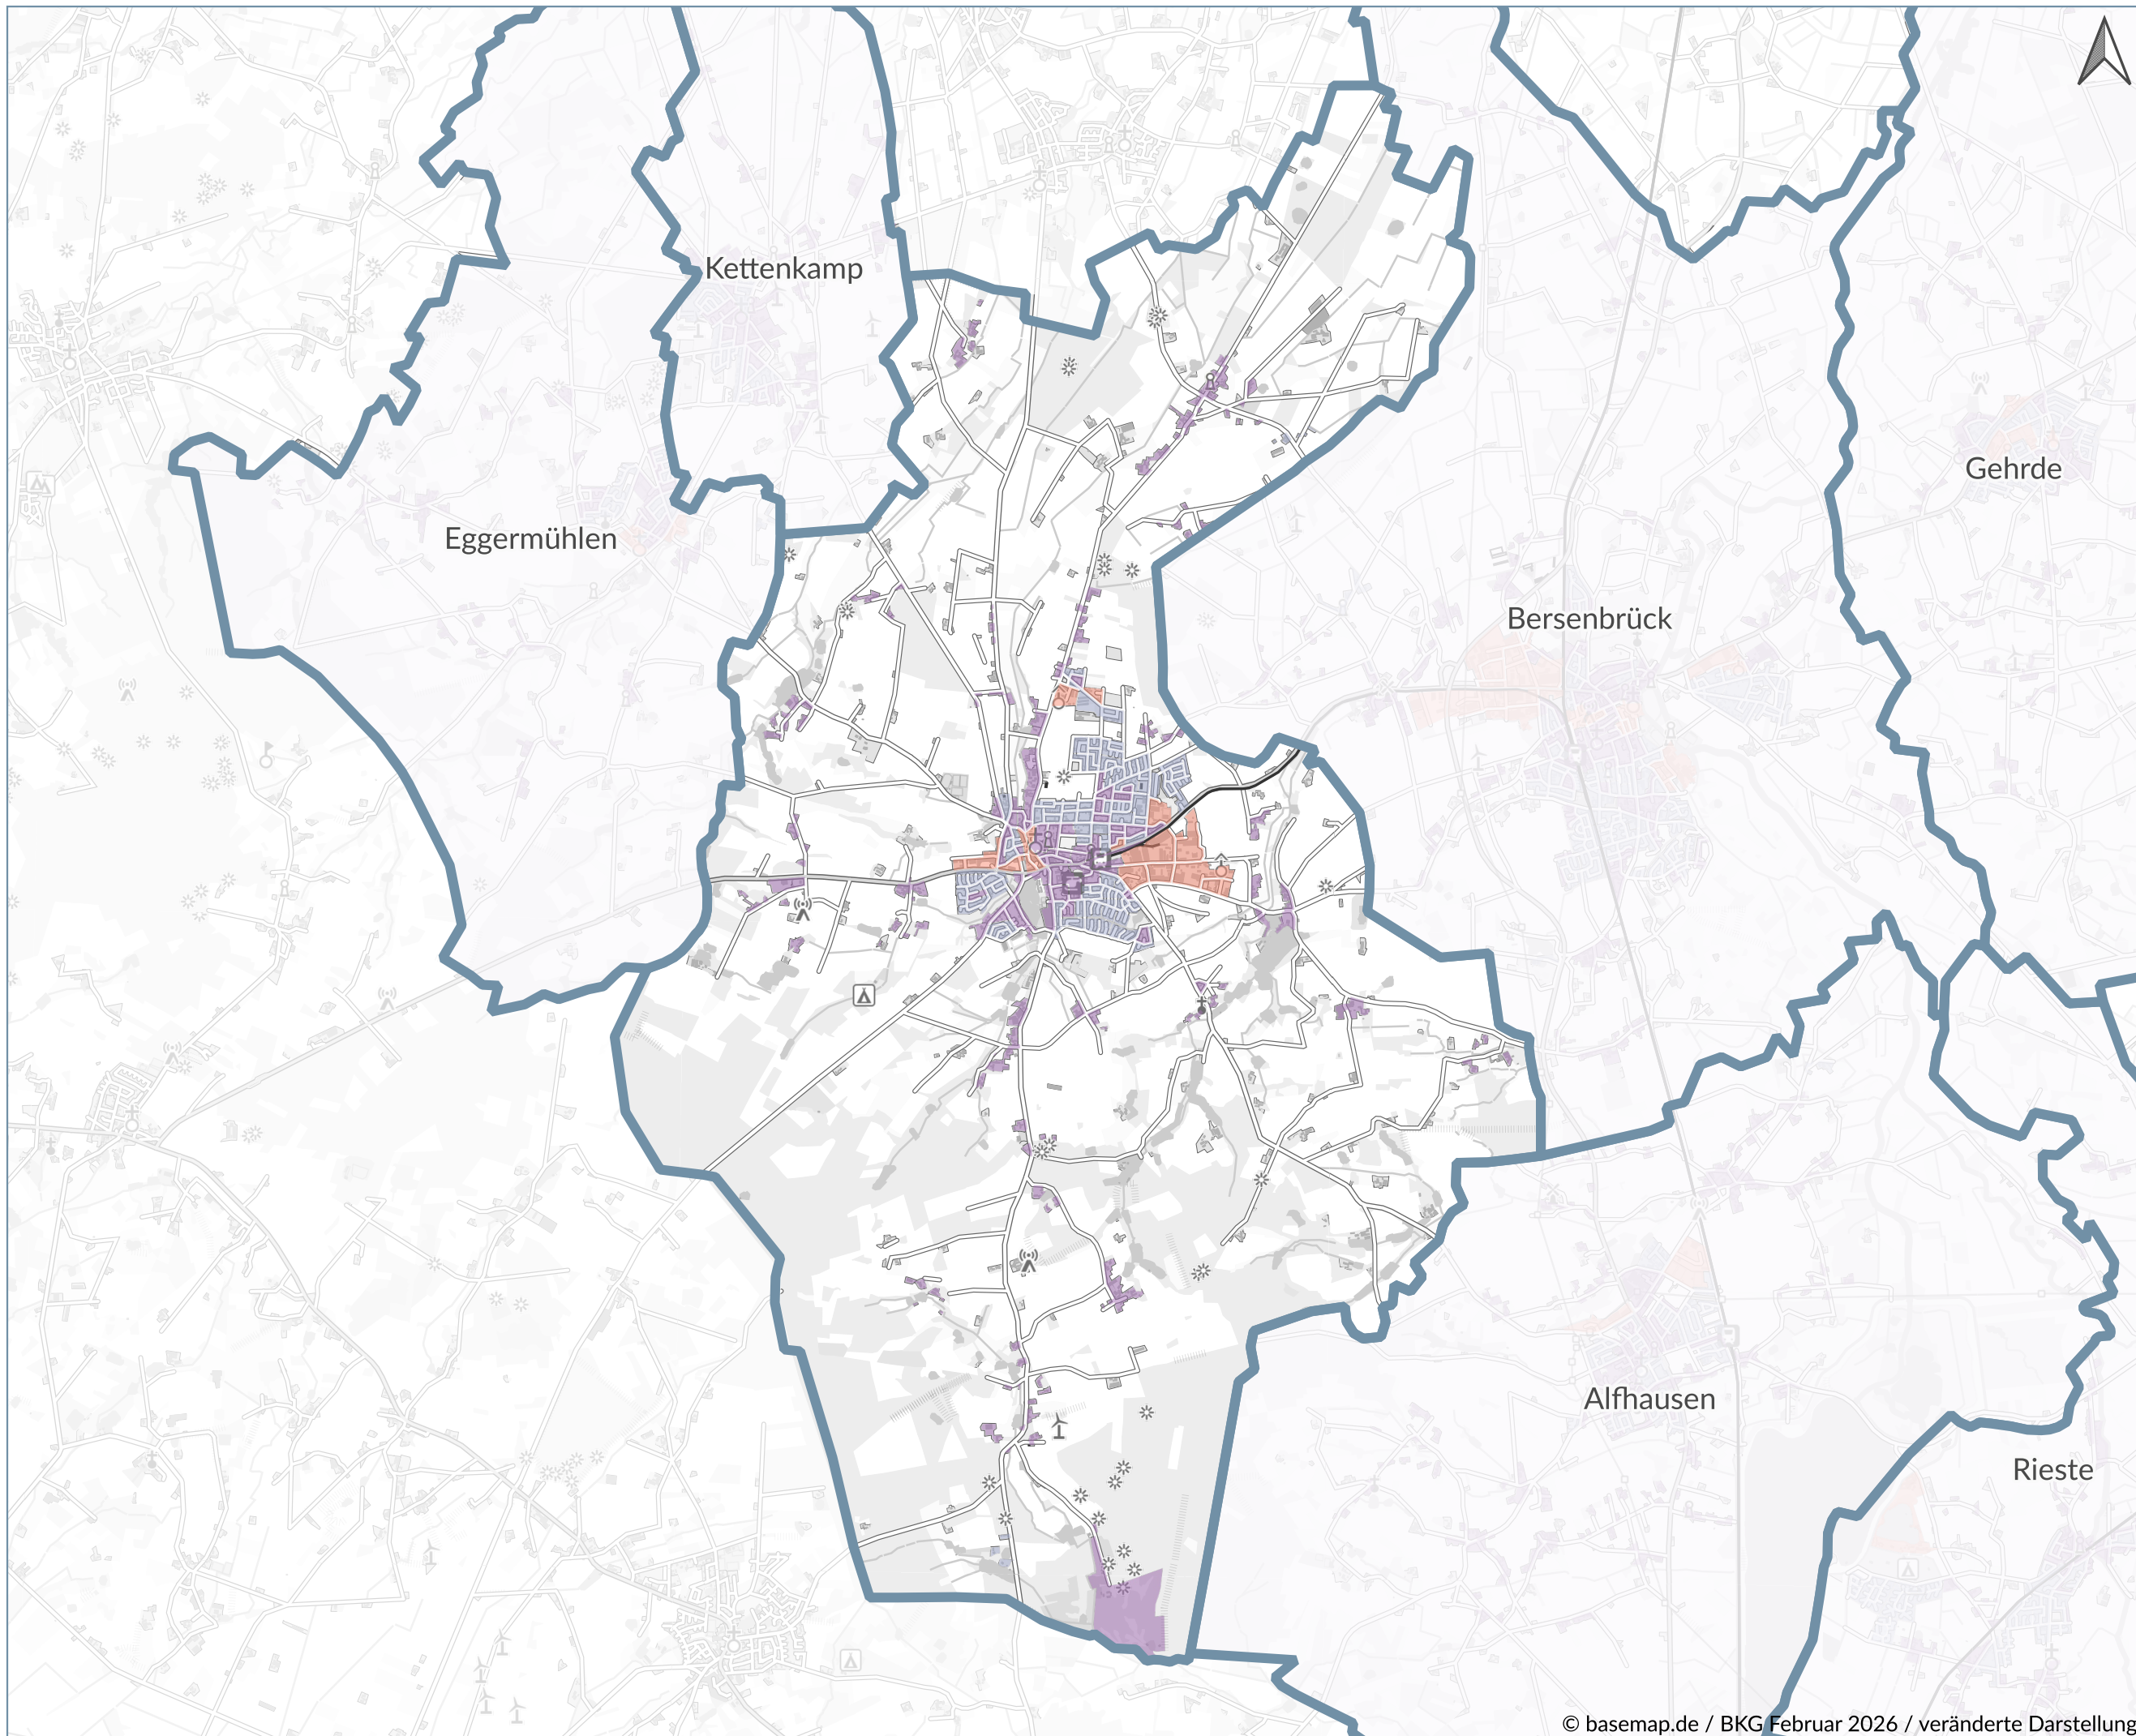 Kettenkamp
Gehrde
Eggermühlen
Bersenbrück
Alfhausen
Rieste
© basemap.de / BKG Februar 2026 / veränderte Darstellung